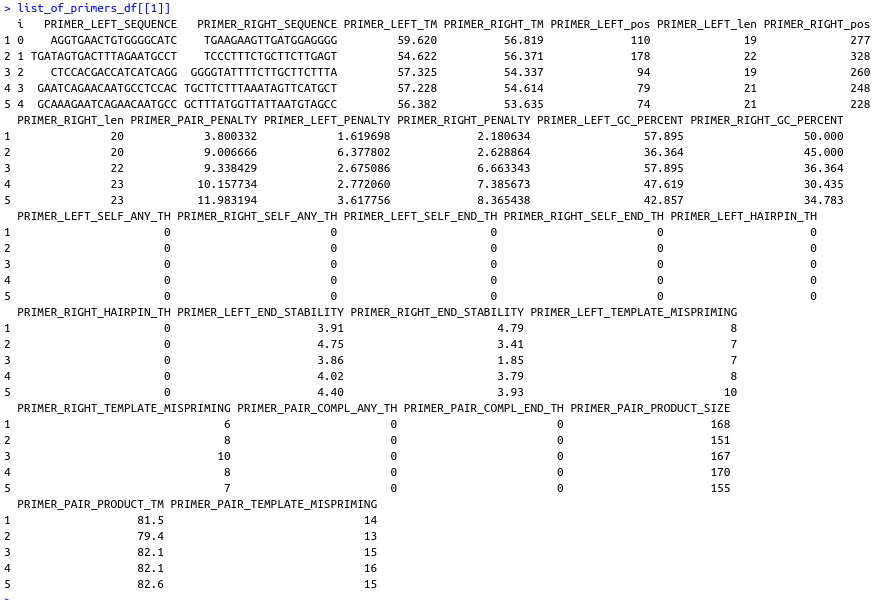 > list_of_primers_df[[1]]
i PRIMER_LEFT_SEQUENCE PRIMER_RIGHT_SEQUENCE PRIMER_LEFT_TM PRIMER_RIGHT_TM PRIMER_LEFT_pos PRIMER_LEFT_len PRIMER_RIGHT_pos
1 0 AGGTGAACTGTGGGGCATC TGAAGAAGTTGATGGAGGGG 59.620 56.819 110 19 277
2 1 TGATAGTGACTTTAGAATGCCT TCCCTTTCTGCTTCTTGAGT 54.622 56.371 178 22 328
3 2 CTCCACGACCATCATCAGG GGGGTATTTTCTTGCTTCTTTA 57.325 54.337 94 19 260
4 3 GAATCAGAACAATGCCTCCAC TGCTTCTTTAAATAGTTCATGCT 57.228 54.614 79 21 248
5 4 GCAAAGAATCAGAACAATGCC GCTTTATGGTTATTAATGTAGCC 56.382 53.635 74 21 228
PRIMER_RIGHT_len PRIMER_PAIR_PENALTY PRIMER_LEFT_PENALTY PRIMER_RIGHT_PENALTY PRIMER_LEFT_GC_PERCENT PRIMER_RIGHT_GC_PERCENT
1 20 3.800332 1.619698 2.180634 57.895 50.000
2 20 9.006666 6.377802 2.628864 36.364 45.000
3 22 9.338429 2.675086 6.663343 57.895 36.364
4 23 10.157734 2.772060 7.385673 47.619 30.435
5 23 11.983194 3.617756 8.365438 42.857 34.783
PRIMER_LEFT_SELF_ANY_TH PRIMER_RIGHT_SELF_ANY_TH PRIMER_LEFT_SELF_END_TH PRIMER_RIGHT_SELF_END_TH PRIMER_LEFT_HAIRPIN_TH
1 0 0 0 0 0
2 0 0 0 0 0
3 0 0 0 0 0
4 0 0 0 0 0
5 0 0 0 0 0
PRIMER_RIGHT_HAIRPIN_TH PRIMER_LEFT_END_STABILITY PRIMER_RIGHT_END_STABILITY PRIMER_LEFT_TEMPLATE_MISPRIMING
1 0 3.91 4.79 8
2 0 4.75 3.41 7
3 0 3.86 1.85 7
4 0 4.02 3.79 8
5 0 4.40 3.93 10
PRIMER_RIGHT_TEMPLATE_MISPRIMING PRIMER_PAIR_COMPL_ANY_TH PRIMER_PAIR_COMPL_END_TH PRIMER_PAIR_PRODUCT_SIZE
1 6 0 0 168
2 8 0 0 151
3 10 0 0 167
4 8 0 0 170
5 7 0 0 155
PRIMER_PAIR_PRODUCT_TM PRIMER_PAIR_TEMPLATE_MISPRIMING
1 81.5 14
2 79.4 13
3 82.1 15
4 82.1 16
5 82.6 15
>